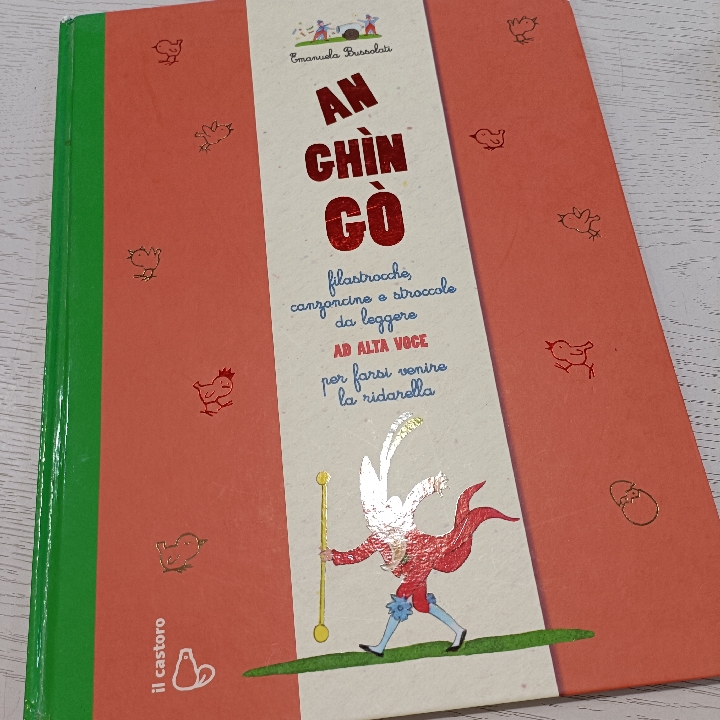 Emanuela Bussolati
AN
GHÌN
GÒ
filastrocche,
canzoncine e stroccole
da leggere
AD ALTA VOCE
per farsi venire
la ridarella
il castoro